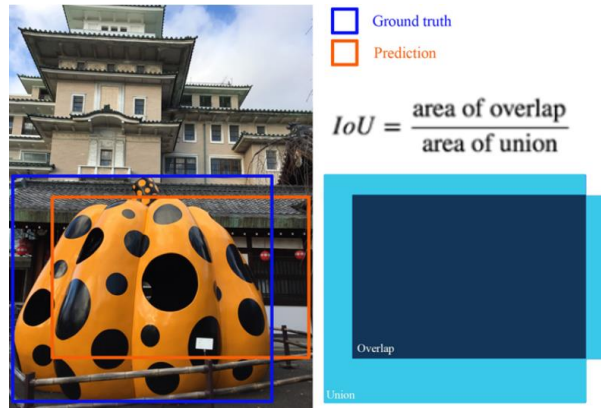 Ground truth
Prediction
IoU = area of overlap / area of union
Overlap
Union